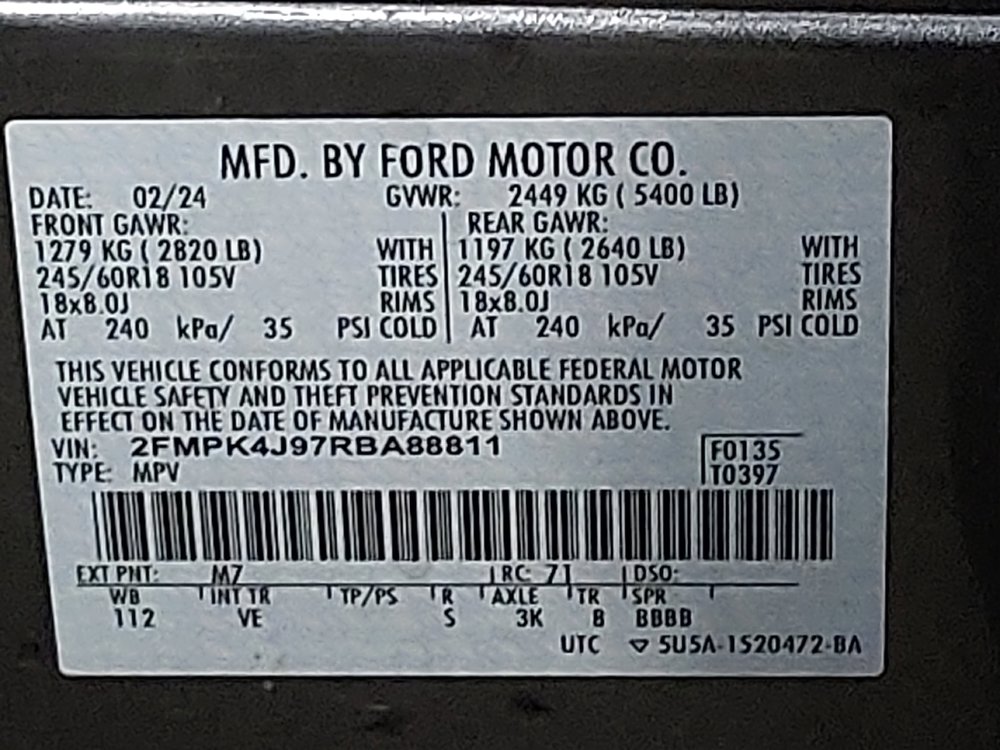 MFD. BY FORD MOTOR CO.
DATE: 02/24 GVWR: 2449 KG ( 5400 LB)
FRONT GAWR: REAR GAWR:
1279 KG ( 2820 LB) WITH 1197 KG ( 2640 LB) WITH
245/60R18 105V TIRES 245/60R18 105V TIRES
18x8.0J RIMS 18x8.0J RIMS
AT 240 kPa/ 35 PSI COLD AT 240 kPa/ 35 PSI COLD
THIS VEHICLE CONFORMS TO ALL APPLICABLE FEDERAL MOTOR
VEHICLE SAFETY AND THEFT PREVENTION STANDARDS IN
EFFECT ON THE DATE OF MANUFACTURE SHOWN ABOVE.
VIN: 2FMPK4J97RBA88811 F0135
TYPE: MPV T0397
EXT PNT: M7 RC: 71 DSO:
WB INT TR TP/PS R AXLE TR SPR
112 VE S 3K 8 BBBB
UTC ▽ 5U5A-1520472-BA